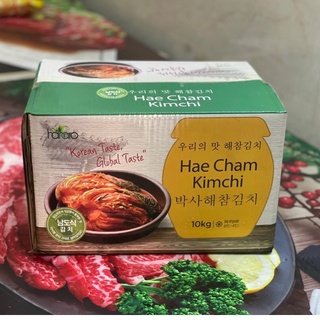 우리의 맛 해참김치
Hae Cham
Kimchi
"Korean Taste,
Global Taste"
남도식
김치
우리의 맛 해참김치
Hae Cham
Kimchi
박사해참김치
10kg